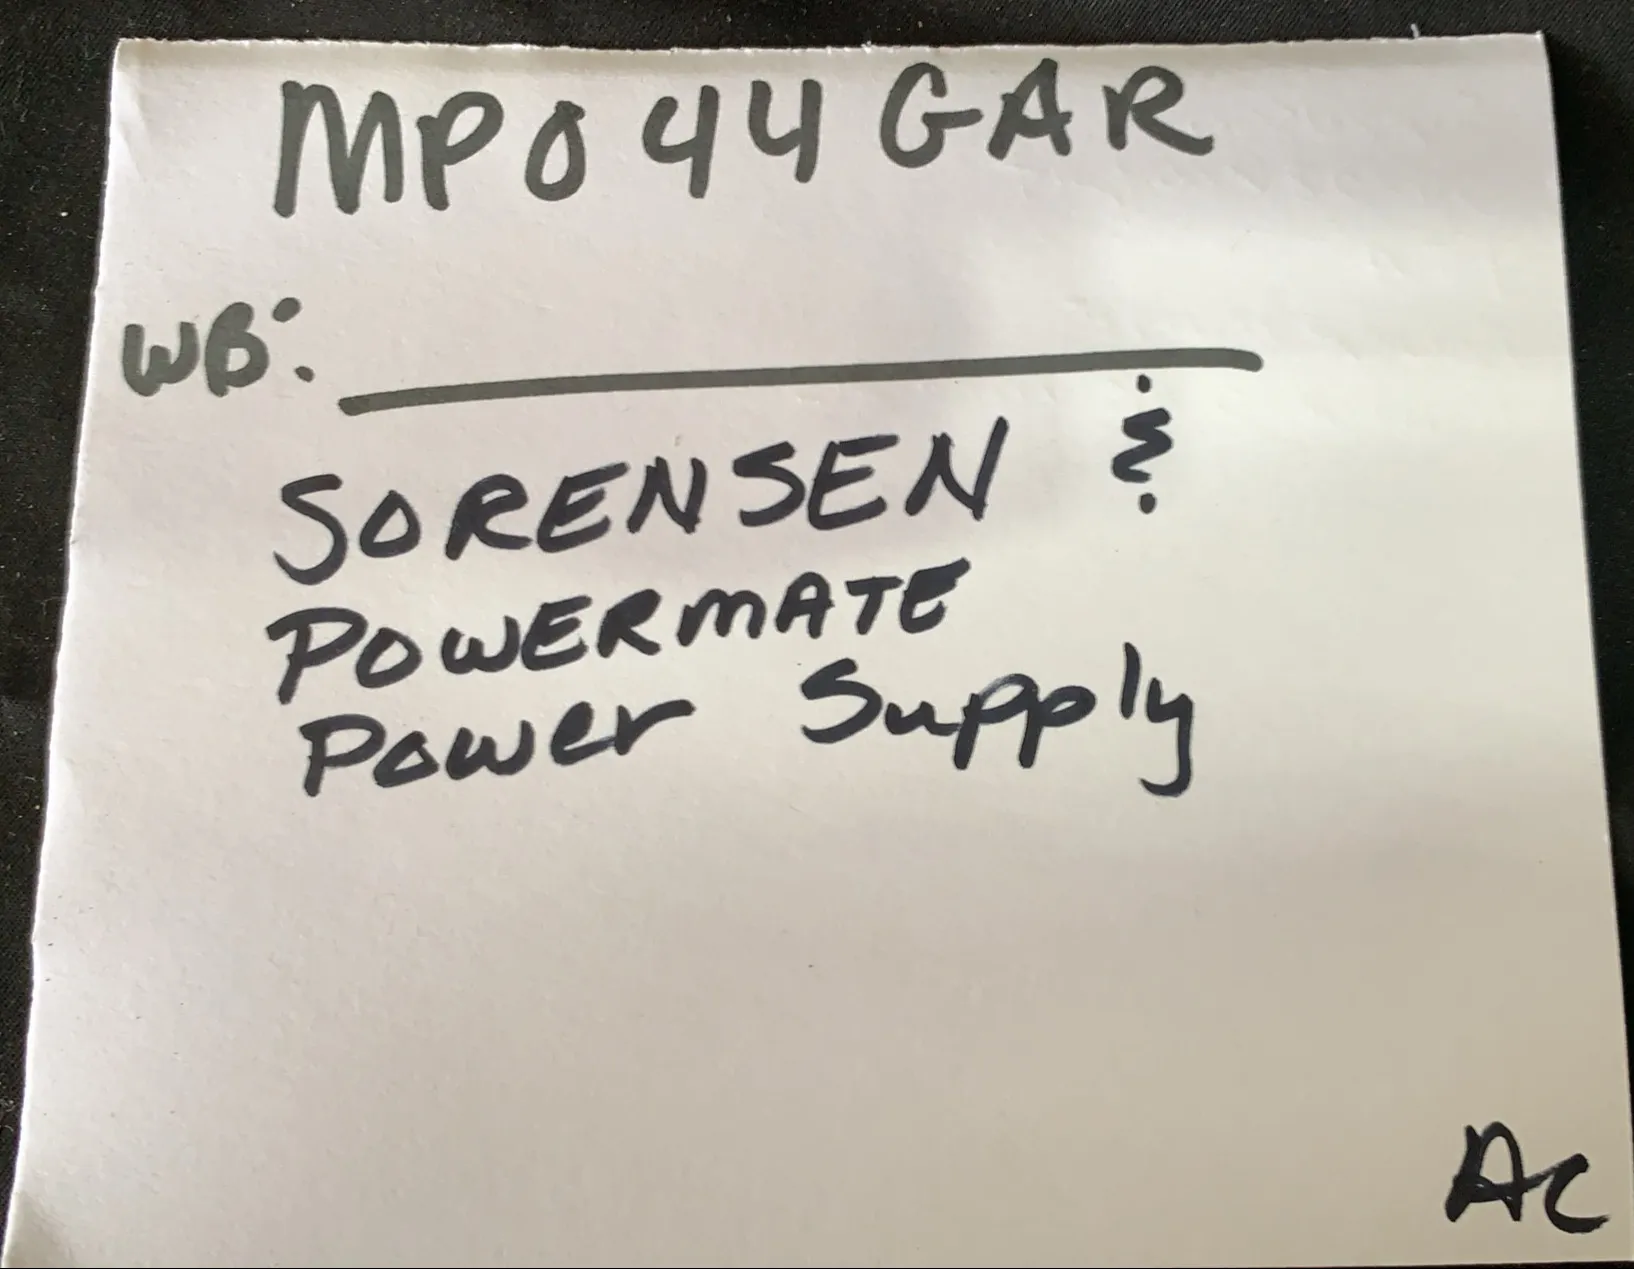 MP044GAR
WB:
SORENSEN &
POWERMATE
Power Supply
AC